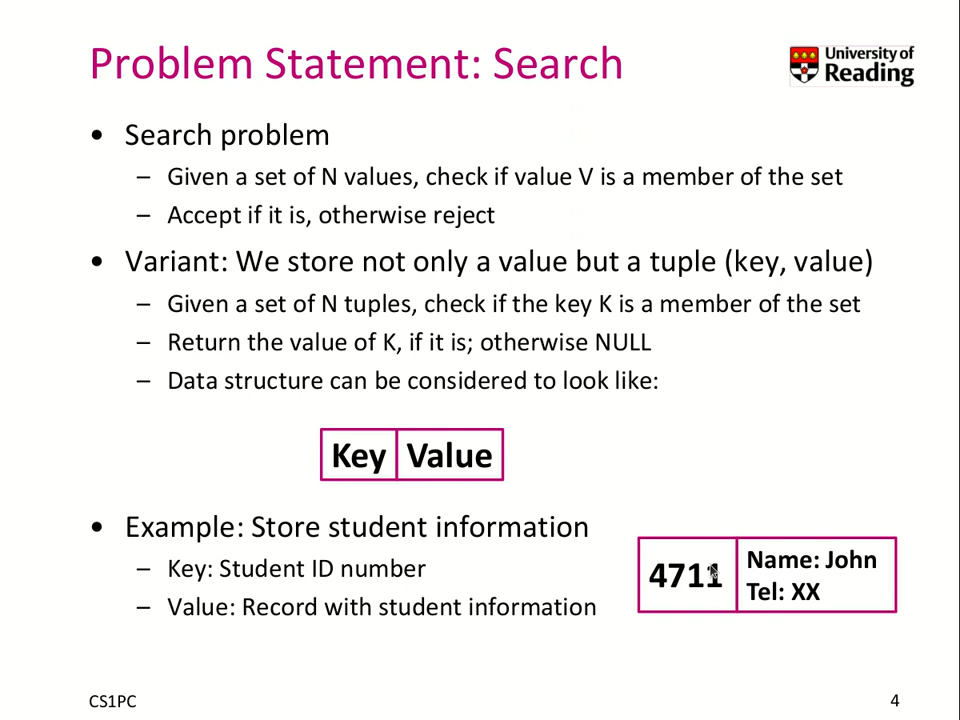 Problem Statement: Search
University of
Reading
• Search problem
– Given a set of N values, check if value V is a member of the set
– Accept if it is, otherwise reject
• Variant: We store not only a value but a tuple (key, value)
– Given a set of N tuples, check if the key K is a member of the set
– Return the value of K, if it is; otherwise NULL
– Data structure can be considered to look like:
Key Value
• Example: Store student information
– Key: Student ID number
– Value: Record with student information
4711
Name: John
Tel: XX
CS1PC
4